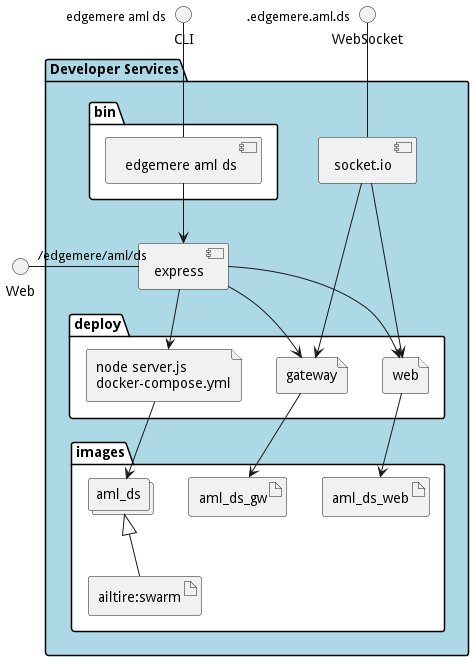 edgemere aml ds
.edgemere.aml.ds
CLI
WebSocket
Developer Services
bin
edgemere aml ds
socket.io
/edgemere/aml/ds
express
Web
deploy
node server.js
docker-compose.yml
gateway
web
images
aml_ds
aml_ds_gw
aml_ds_web
ailtire:swarm